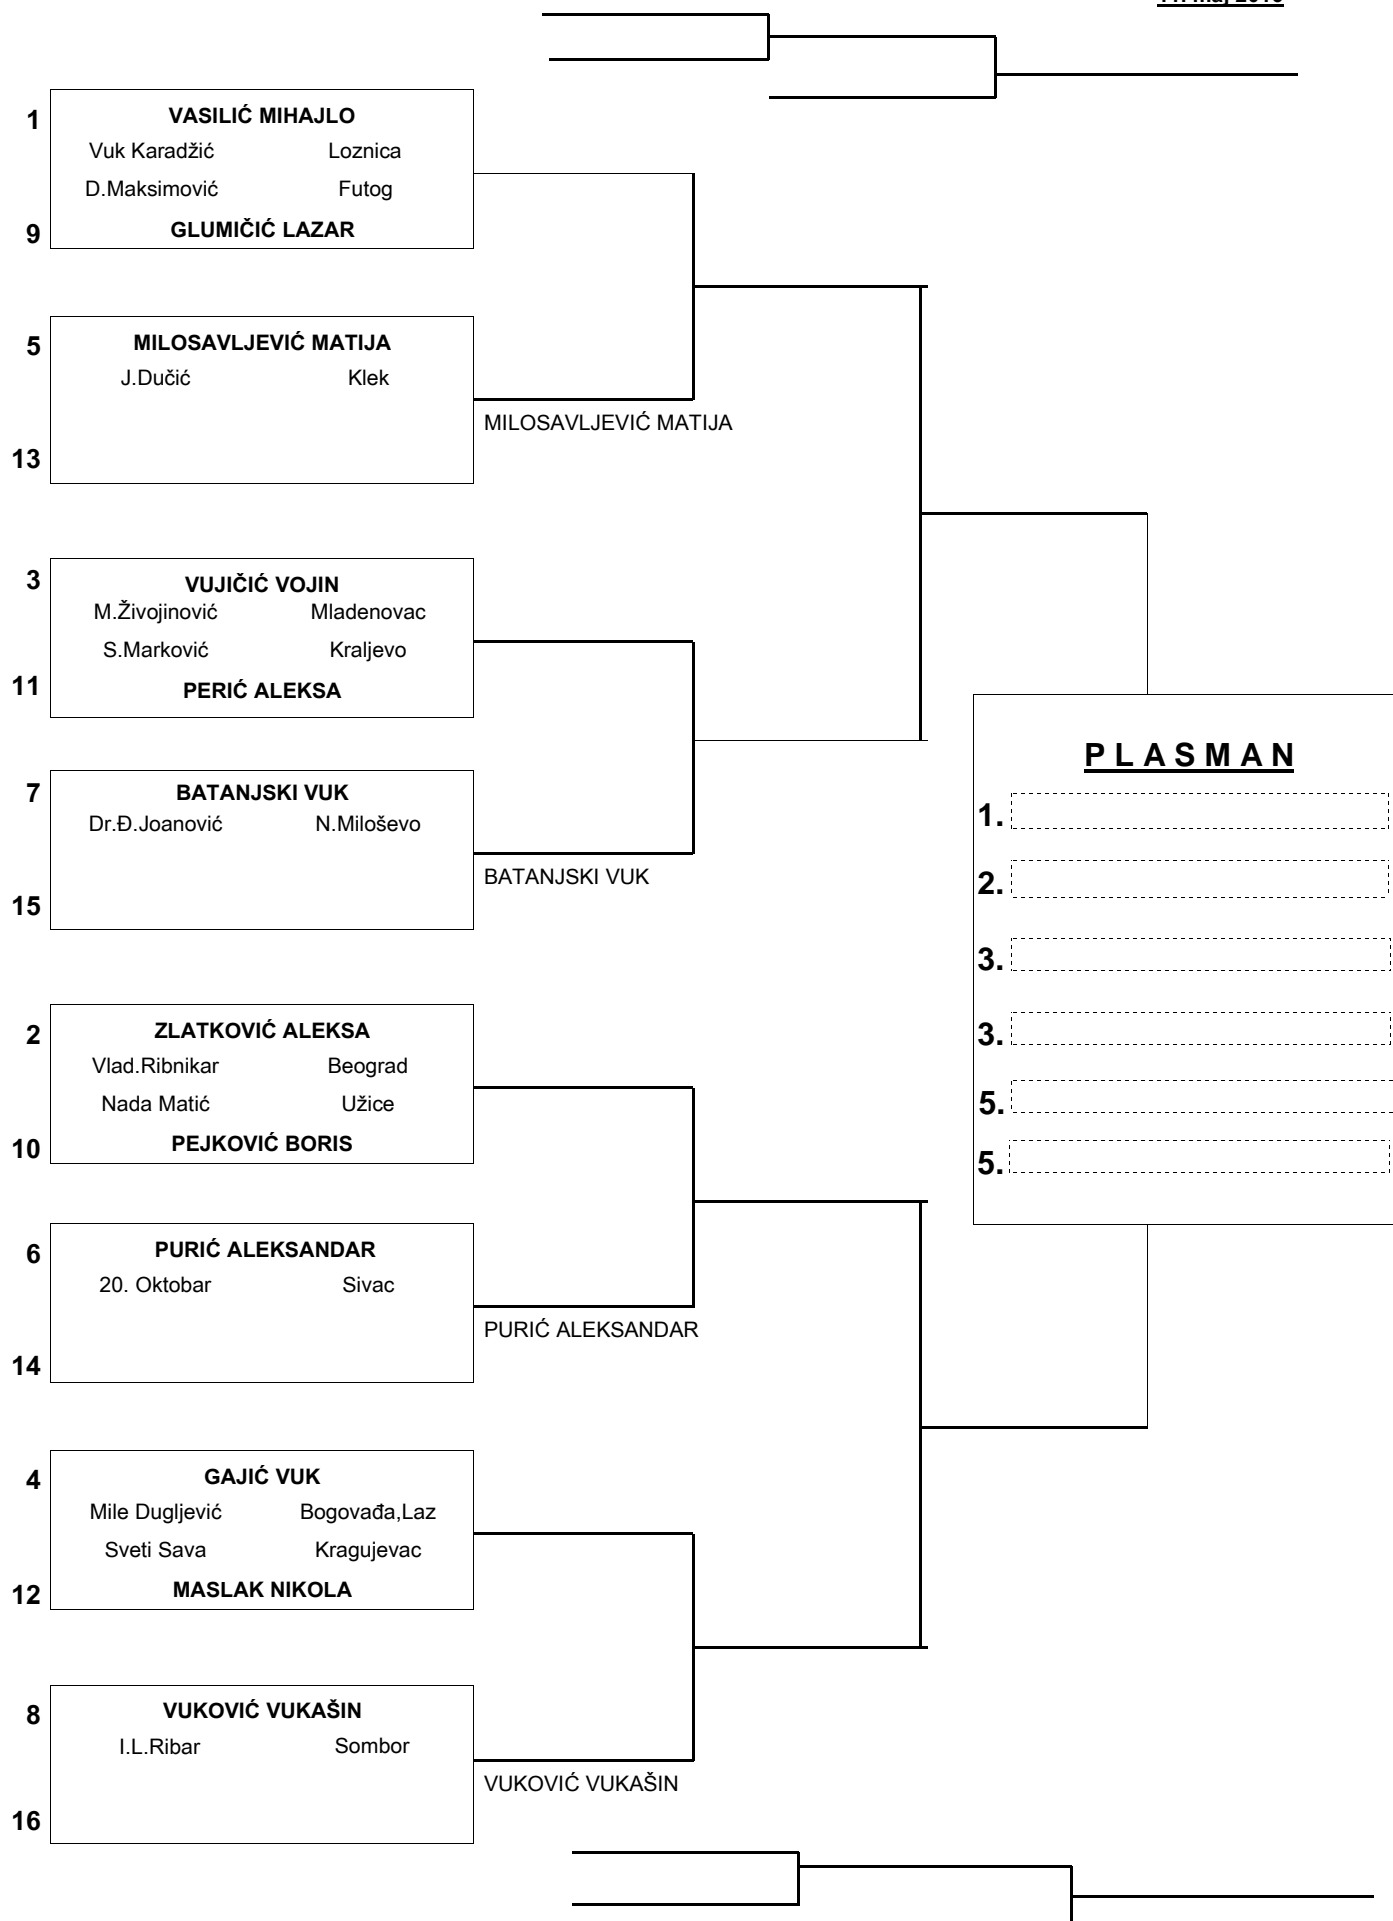 1 VASILIĆ MIHAJLO
Vuk Karadžić Loznica
D.Maksimović Futog
9 GLUMIČIĆ LAZAR
5 MILOSAVLJEVIĆ MATIJA
J.Dučić Klek
MILOSAVLJEVIĆ MATIJA
13
3 VUJIČIĆ VOJIN
M.Živojinović Mladenovac
S.Marković Kraljevo
11 PERIĆ ALEKSA
7 BATANJSKI VUK
Dr.Đ.Joanović N.Miloševo
BATANJSKI VUK
15
2 ZLATKOVIĆ ALEKSA
Vlad.Ribnikar Beograd
Nada Matić Užice
10 PEJKOVIĆ BORIS
6 PURIĆ ALEKSANDAR
20. Oktobar Sivac
PURIĆ ALEKSANDAR
14
4 GAJIĆ VUK
Mile Dugljević Bogovađa,Laz
Sveti Sava Kragujevac
12 MASLAK NIKOLA
8 VUKOVIĆ VUKAŠIN
I.L.Ribar Sombor
VUKOVIĆ VUKAŠIN
16
P L A S M A N
1.
2.
3.
3.
5.
5.